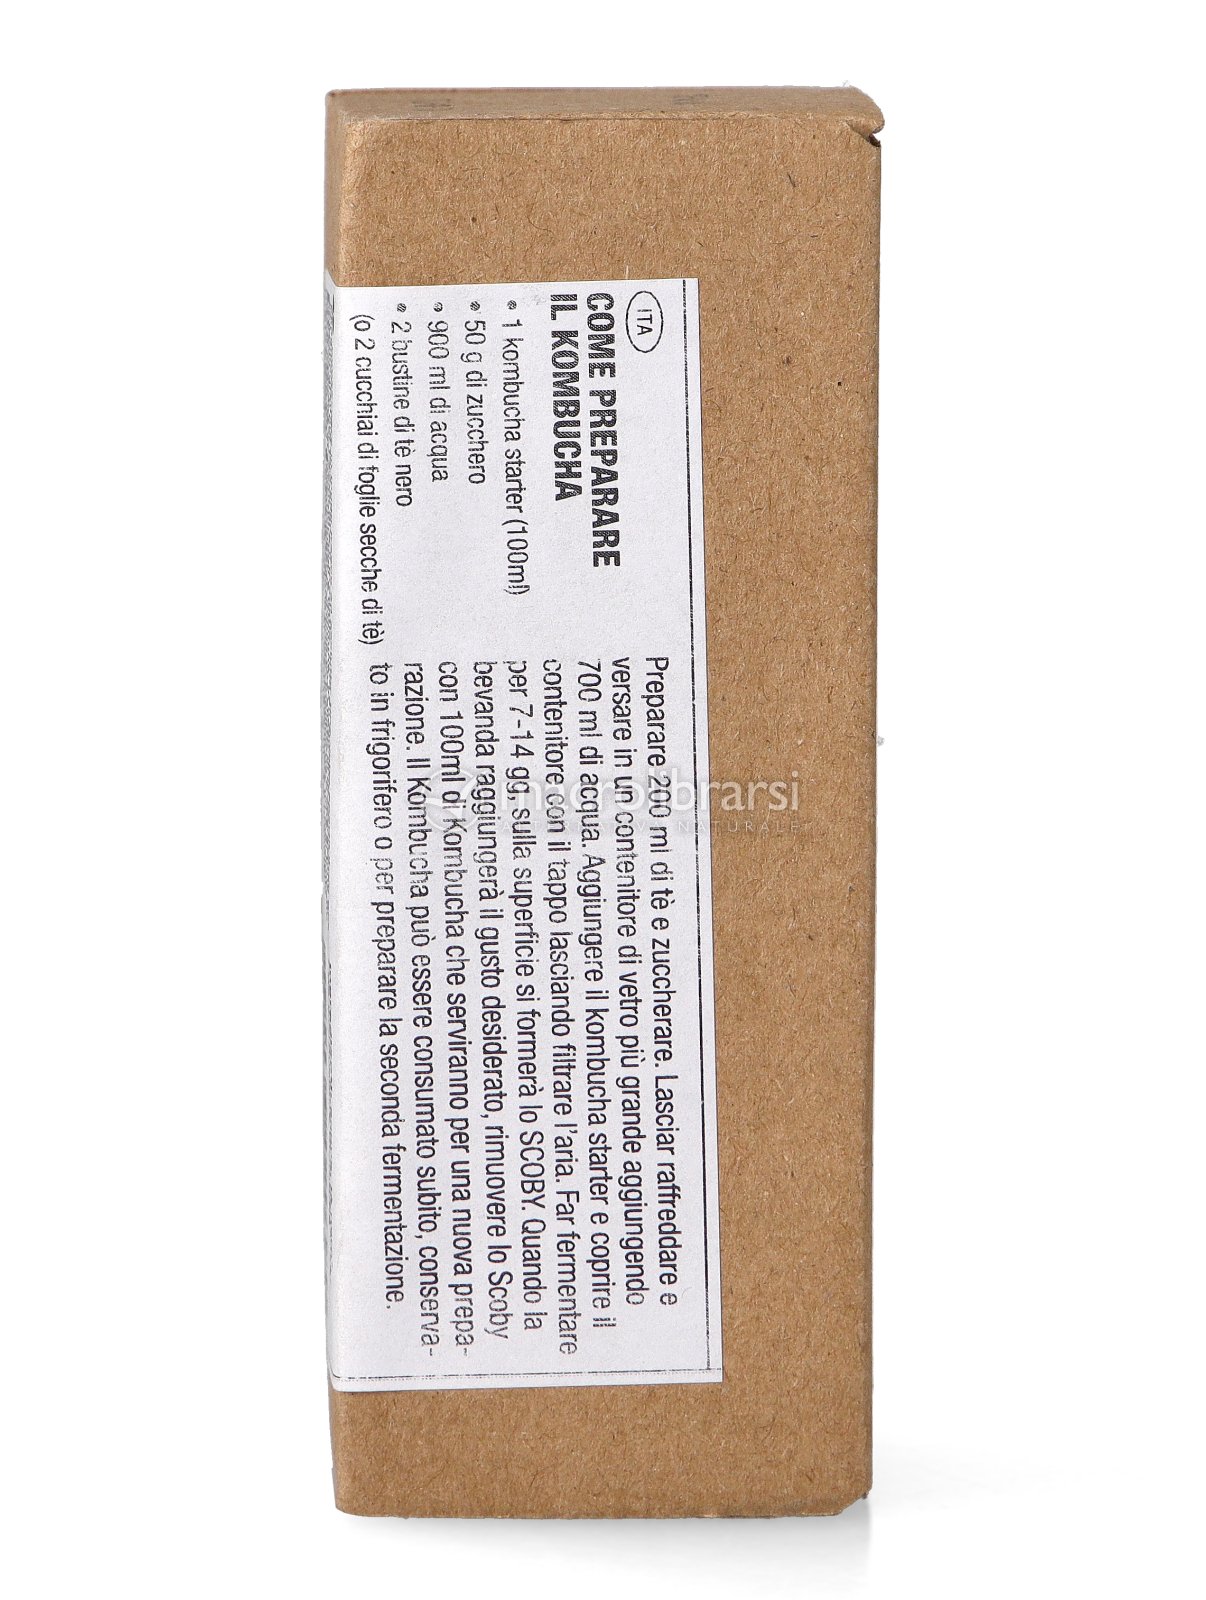 ITA
COME PREPARARE
IL KOMBUCHA
• 1 kombucha starter (100ml)
• 50 g di zucchero
• 900 ml di acqua
• 2 bustine di tè nero
(o 2 cucchiai di foglie secche di tè)
Preparare 200 ml di tè e zuccherare. Lasciar raffreddare e
versare in un contenitore di vetro più grande aggiungendo
700 ml di acqua. Aggiungere il kombucha starter e coprire il
contenitore con il tappo lasciando filtrare l'aria. Far fermentare
per 7-14 gg, sulla superficie si formerà lo SCOBY. Quando la
bevanda raggiungerà il gusto desiderato, rimuovere lo Scoby
con 100ml di Kombucha che serviranno per una nuova prepa-
razione. Il Kombucha può essere consumato subito, conserva-
to in frigorifero o per preparare la seconda fermentazione.
macrolibrarsi
NATURALE